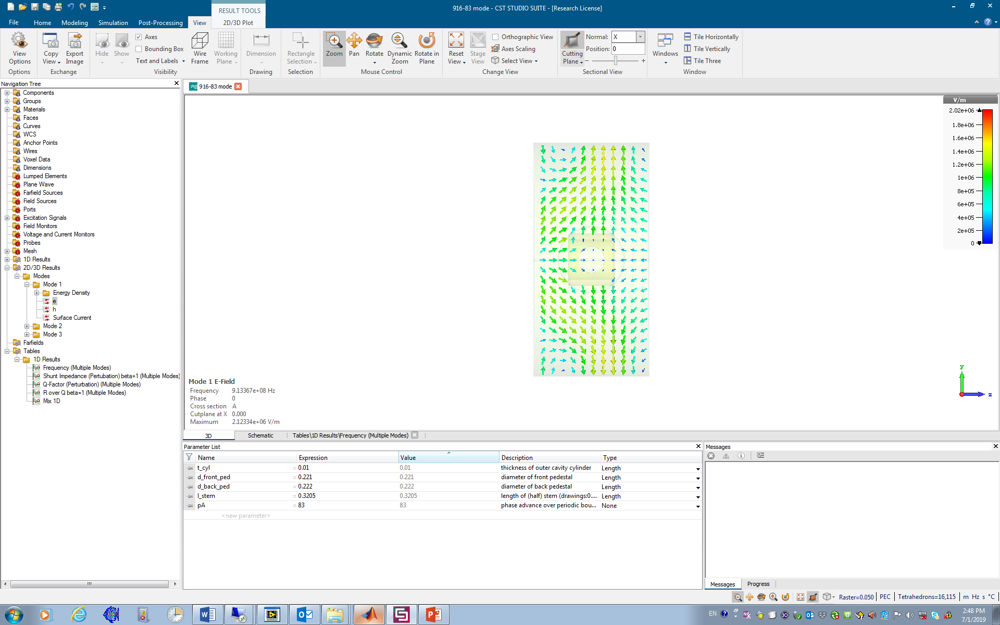 916-83 mode - CST STUDIO SUITE - [Research License]
RESULT TOOLS
File Home Modeling Simulation Post-Processing View 2D/3D Plot
View Options
Options
Copy View
Export Image
Exchange
Hide
Show
Axes
Bounding Box
Text and Labels
Wire Frame
Working Plane
Visibility
Dimension
Drawing
Rectangle Selection
Selection
Zoom
Pan
Rotate
Dynamic Zoom
Rotate in Plane
Mouse Control
Reset View
Stage View
Orthographic View
Axes Scaling
Select View
Change View
Cutting Plane
Normal: X
Position: 0
Sectional View
Windows
Tile Horizontally
Tile Vertically
Tile Three
Window
Navigation Tree
Components
Groups
Materials
Faces
Curves
WCS
Anchor Points
Wires
Voxel Data
Dimensions
Lumped Elements
Plane Wave
Farfield Sources
Field Sources
Ports
Excitation Signals
Field Monitors
Voltage and Current Monitors
Probes
Mesh
1D Results
2D/3D Results
Modes
Mode 1
Energy Density
e
h
Surface Current
Mode 2
Mode 3
Farfields
Tables
1D Results
Frequency (Multiple Modes)
Shunt Impedance (Pertubation) beta=1 (Multiple Modes)
Q-Factor (Perturbation) (Multiple Modes)
R over Q beta=1 (Multiple Modes)
Mix 1D
916-83 mode
V/m
2.02e+06
1.8e+06
1.6e+06
1.4e+06
1.2e+06
1e+06
8e+05
6e+05
4e+05
2e+05
0
y
z
Mode 1 E-Field
Frequency 9.13367e+08 Hz
Phase 0
Cross section A
Cutplane at X 0.000
Maximum 2.12334e+06 V/m
3D Schematic Tables\1D Results\Frequency (Multiple Modes)
Parameter List
Name Expression Value Description Type
t_cyl = 0.01 0.01 thickness of outer cavity cylinder Length
d_front_ped = 0.221 0.221 diameter of front pedestal Length
d_back_ped = 0.222 0.222 diameter of back pedestal Length
l_stem = 0.3205 0.3205 length of (half) stem (drawings:0.... Length
pA = 83 83 phase advance over periodic bou... None
<new parameter>
Messages
Messages Progress
Raster=0.050 PEC Tetrahedrons=16,115 m Hz s °C
EN
2:48 PM
7/1/2019